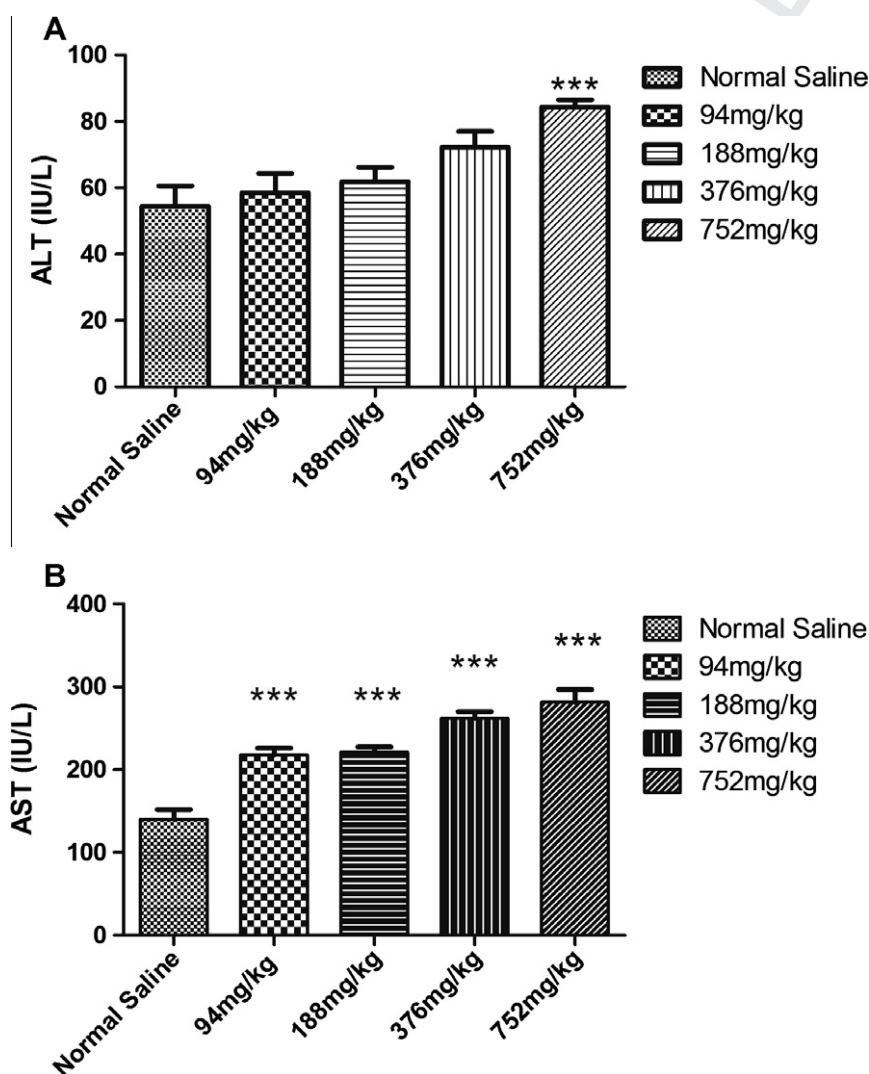 A
100
80
60
40
20
0
ALT (IU/L)
***
Normal Saline
94mg/kg
188mg/kg
376mg/kg
752mg/kg
Normal Saline
94mg/kg
188mg/kg
376mg/kg
752mg/kg
B
400
300
200
100
0
AST (IU/L)
*** *** *** ***
Normal Saline
94mg/kg
188mg/kg
376mg/kg
752mg/kg
Normal Saline
94mg/kg
188mg/kg
376mg/kg
752mg/kg